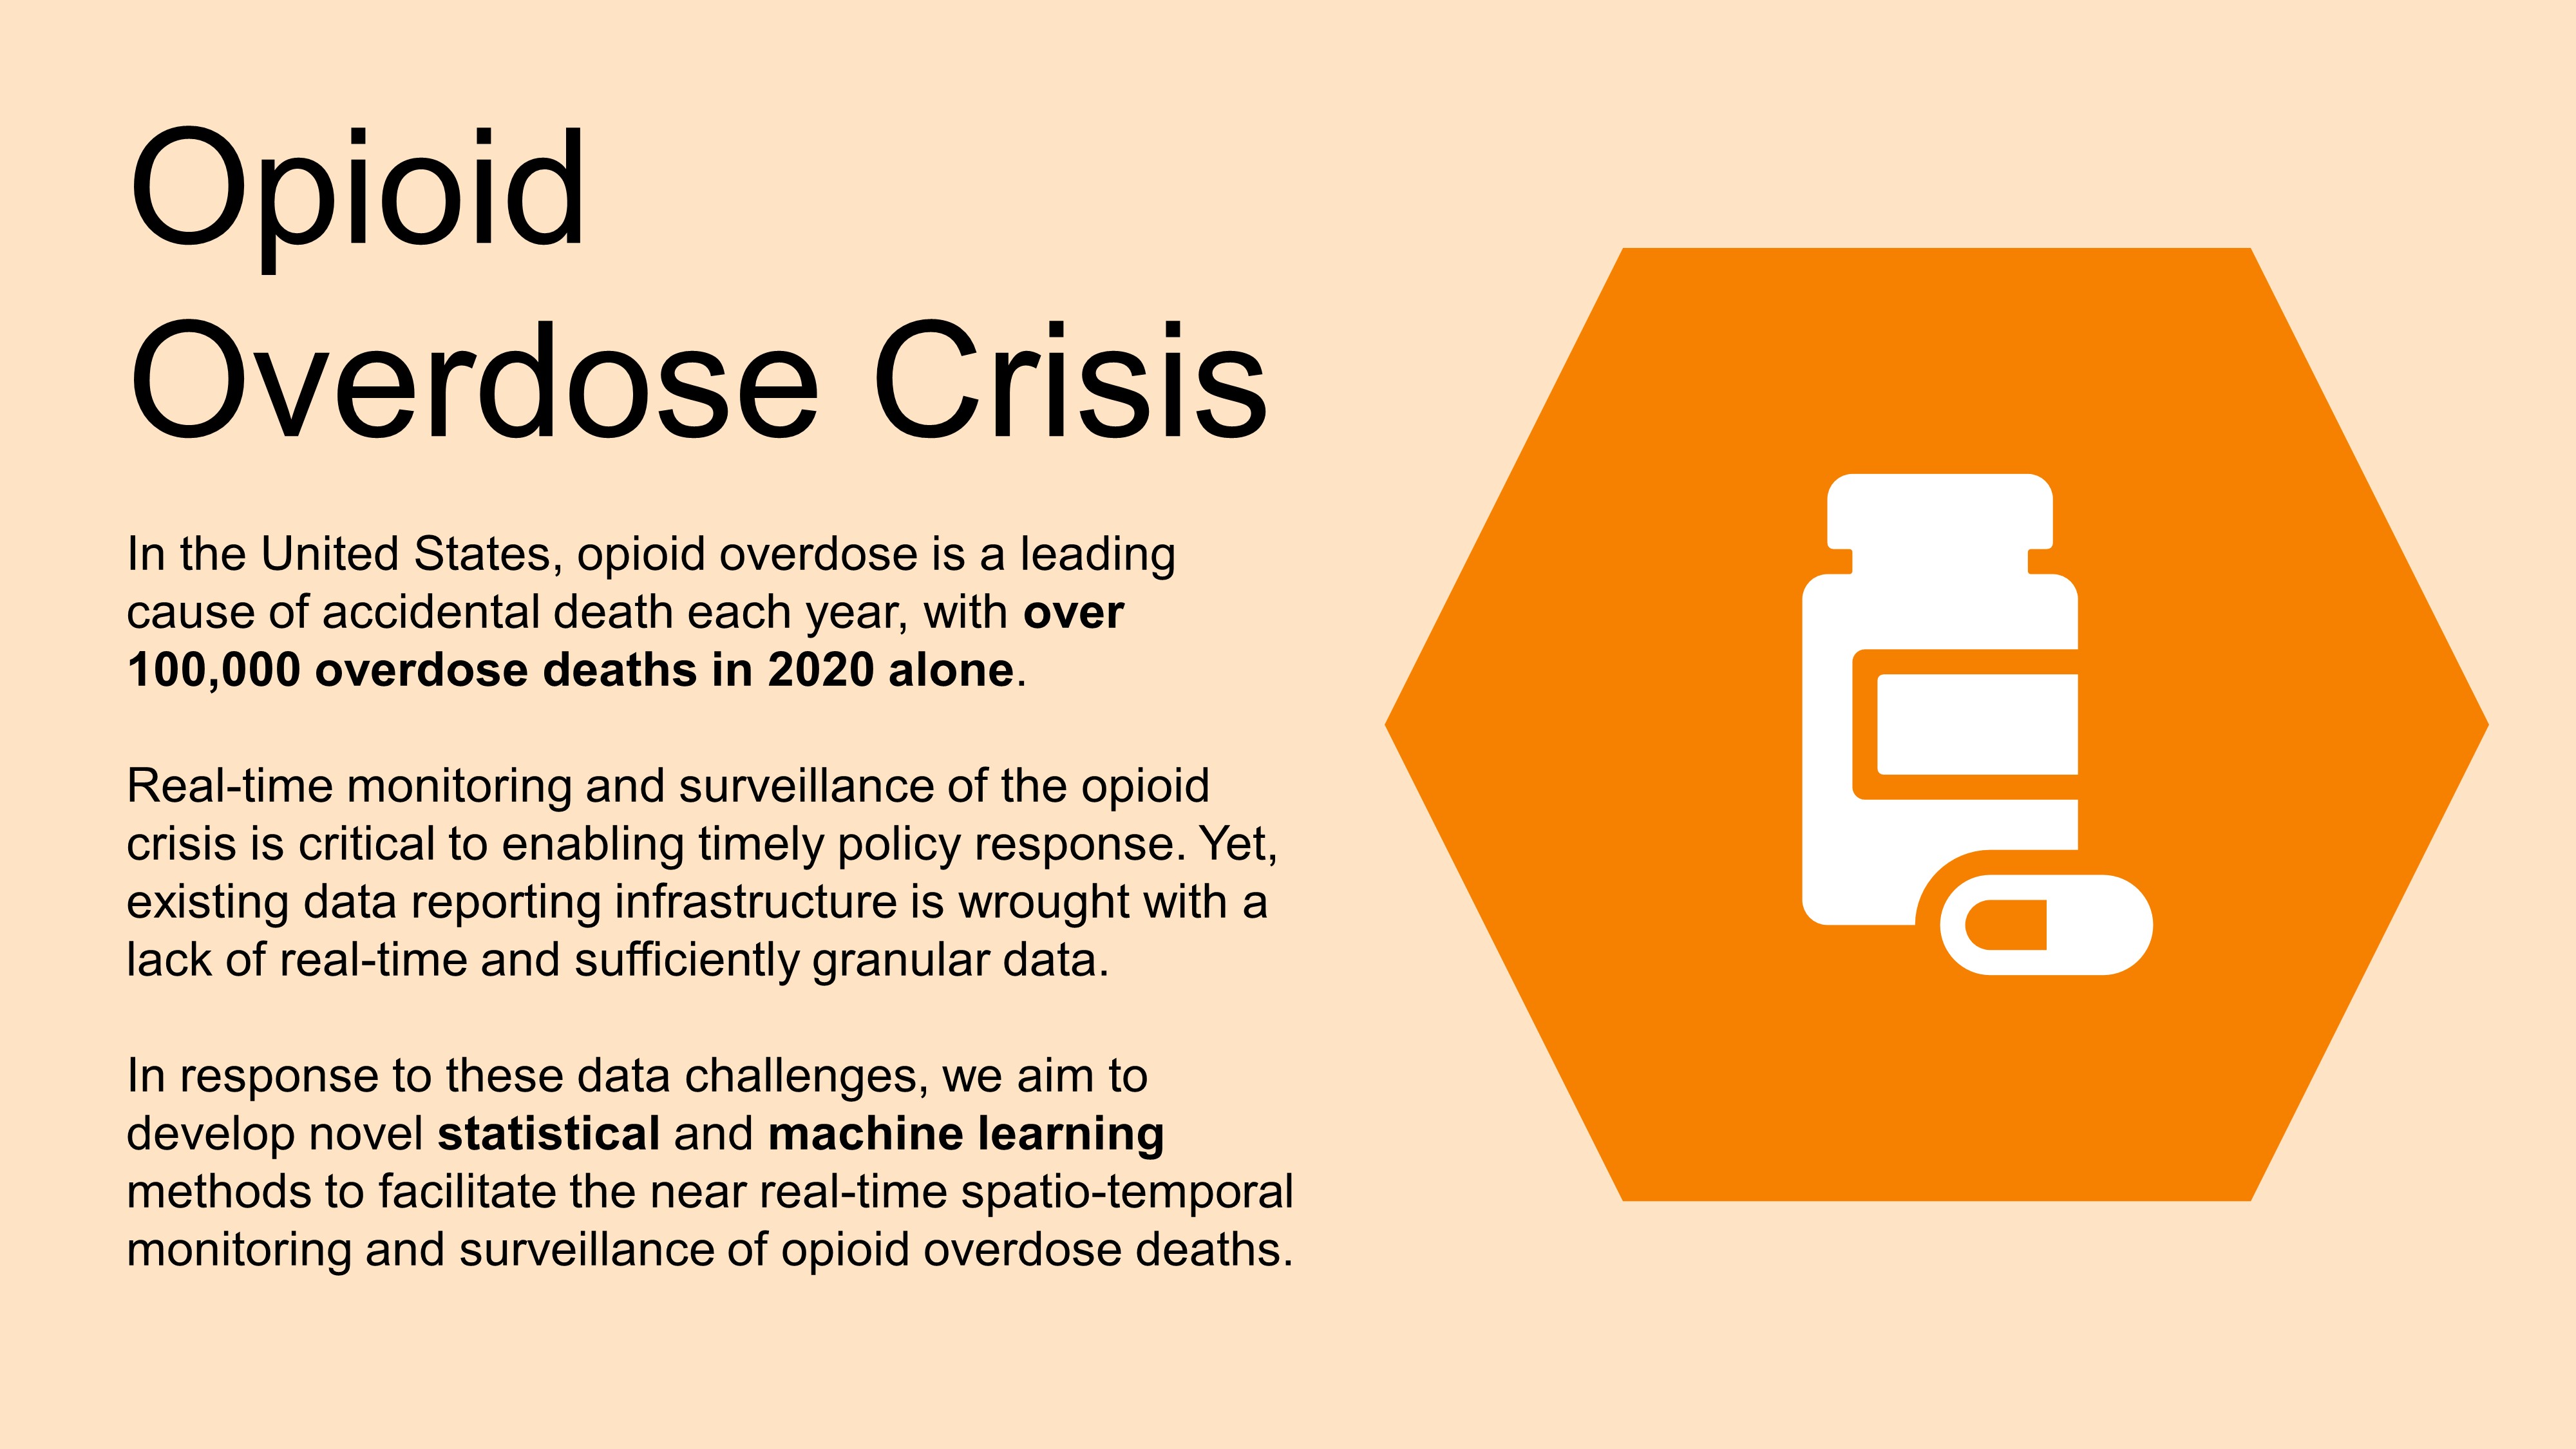 Opioid
Overdose Crisis
In the United States, opioid overdose is a leading
cause of accidental death each year, with over
100,000 overdose deaths in 2020 alone.
Real-time monitoring and surveillance of the opioid
crisis is critical to enabling timely policy response. Yet,
existing data reporting infrastructure is wrought with a
lack of real-time and sufficiently granular data.
In response to these data challenges, we aim to
develop novel statistical and machine learning
methods to facilitate the near real-time spatio-temporal
monitoring and surveillance of opioid overdose deaths.